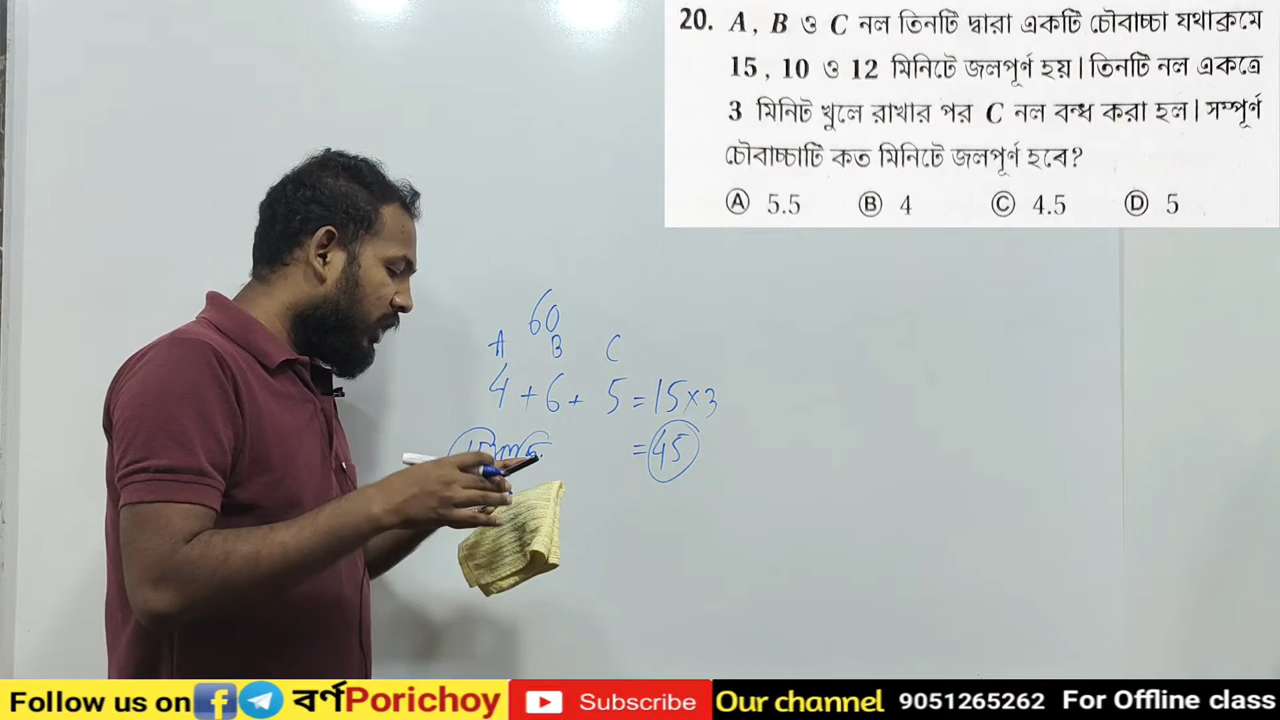 20. A, B ও C নল তিনটি দ্বারা একটি চৌবাচ্চা যথাক্রমে
15, 10 ও 12 মিনিটে জলপূর্ণ হয়। তিনটি নল একত্রে
3 মিনিট খুলে রাখার পর C নল বন্ধ করা হল। সম্পূর্ণ
চৌবাচ্চাটি কত মিনিটে জলপূর্ণ হবে?
Ⓐ 5.5 Ⓑ 4 Ⓒ 4.5 Ⓓ 5
60
A B C
4 + 6 + 5 = 15 × 3
= 45
Follow us on বর্ণPorichoy Subscribe Our channel 9051265262 For Offline class